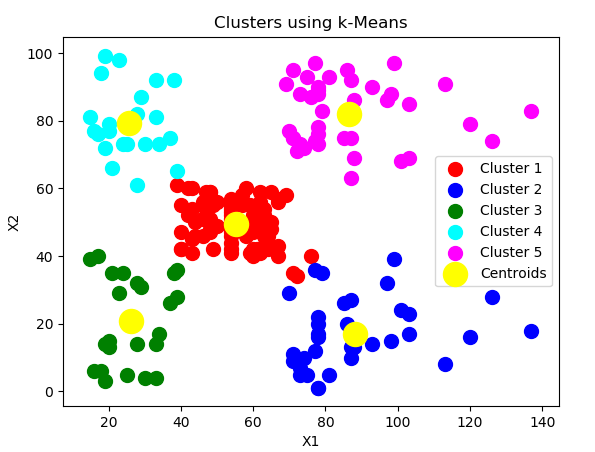 Clusters using k-Means
X2
100
80
60
40
20
0
Cluster 1
Cluster 2
Cluster 3
Cluster 4
Cluster 5
Centroids
20 40 60 80 100 120 140
X1